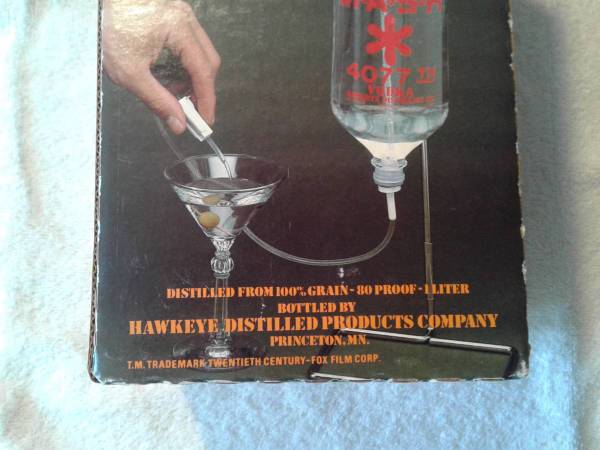 M*A*S*H
4077 TH
VODKA
DISTILLED FROM 100% GRAIN - 80 PROOF - 1 LITER
BOTTLED BY
HAWKEYE DISTILLED PRODUCTS COMPANY
PRINCETON, MN.
T.M. TRADEMARK TWENTIETH CENTURY-FOX FILM CORP.